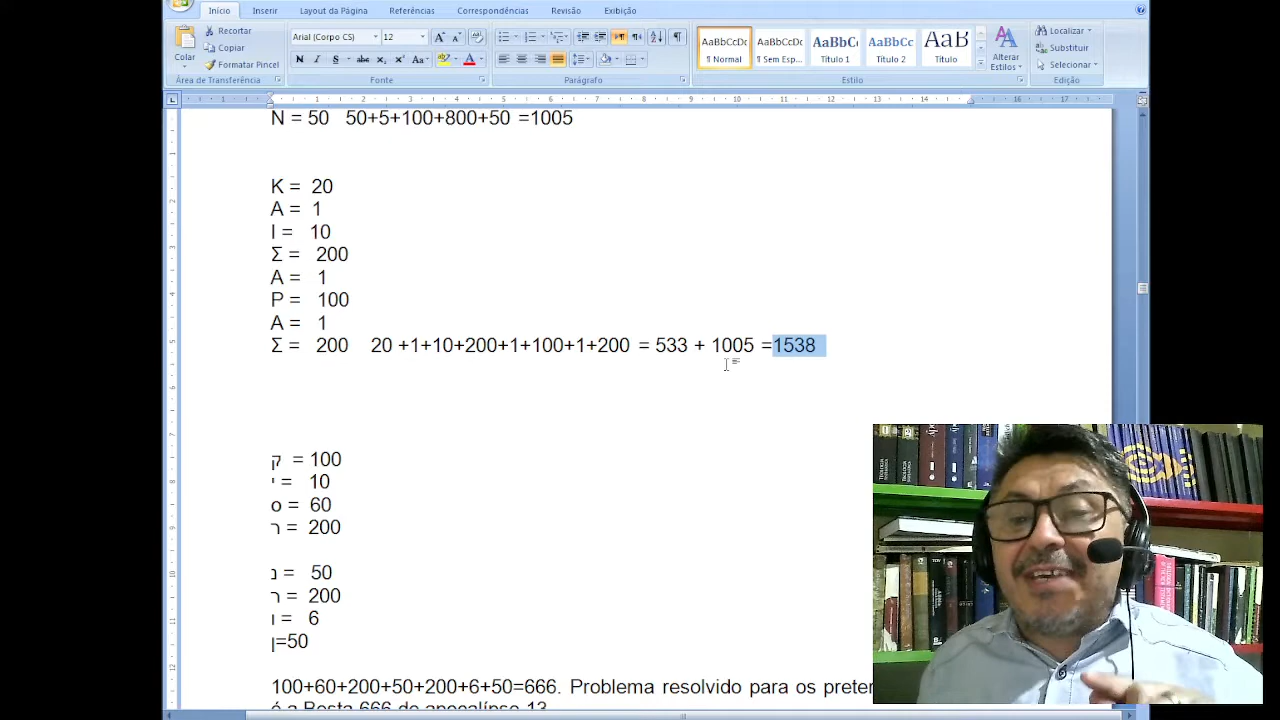 Início Inserir Layout da Página Referências Correspondências Revisão Exibição
Colar
Recortar
Copiar
Formatar Pincel
Área de Transferência
Arial (Corpo CS) 12
Fonte
Parágrafo
AaBbCcDc AaBbCcDc AaBbC AaBbCc AaB
¶ Normal ¶ Sem Esp... Título 1 Título 2 Título
Alterar Estilos
Estilo
Localizar
Substituir
Selecionar
Edição
N = 50 50+5+100+800+50 =1005
K = 20
A = 1
I = 10
Σ = 200
A = 1
P = 100
A = 1
Σ = 200 20 +1+10+200+1+100+1+200 = 533 + 1005 =1538
ק = 100
י = 10
ס = 60
ר = 200
נ = 50
ר = 200
ו = 6
ן=50
100+60+200+50+200+6+50=666. Problema resolvido para os